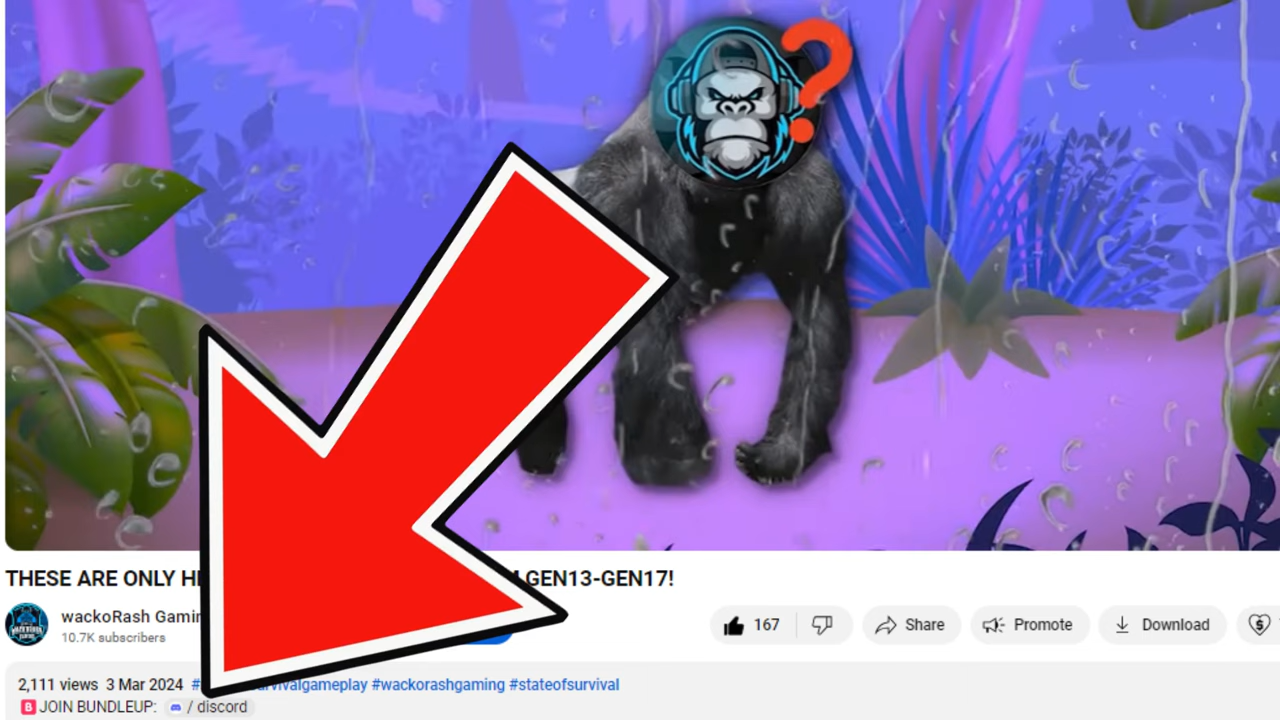 ?
THESE ARE ONLY GEN13-GEN17!
wackoRash
10.7K subscribers
167
Share
Promote
Download
2,111 views 3 Mar 2024 # #wackorashgaming #stateofsurvival
B JOIN BUNDLEUP: / discord